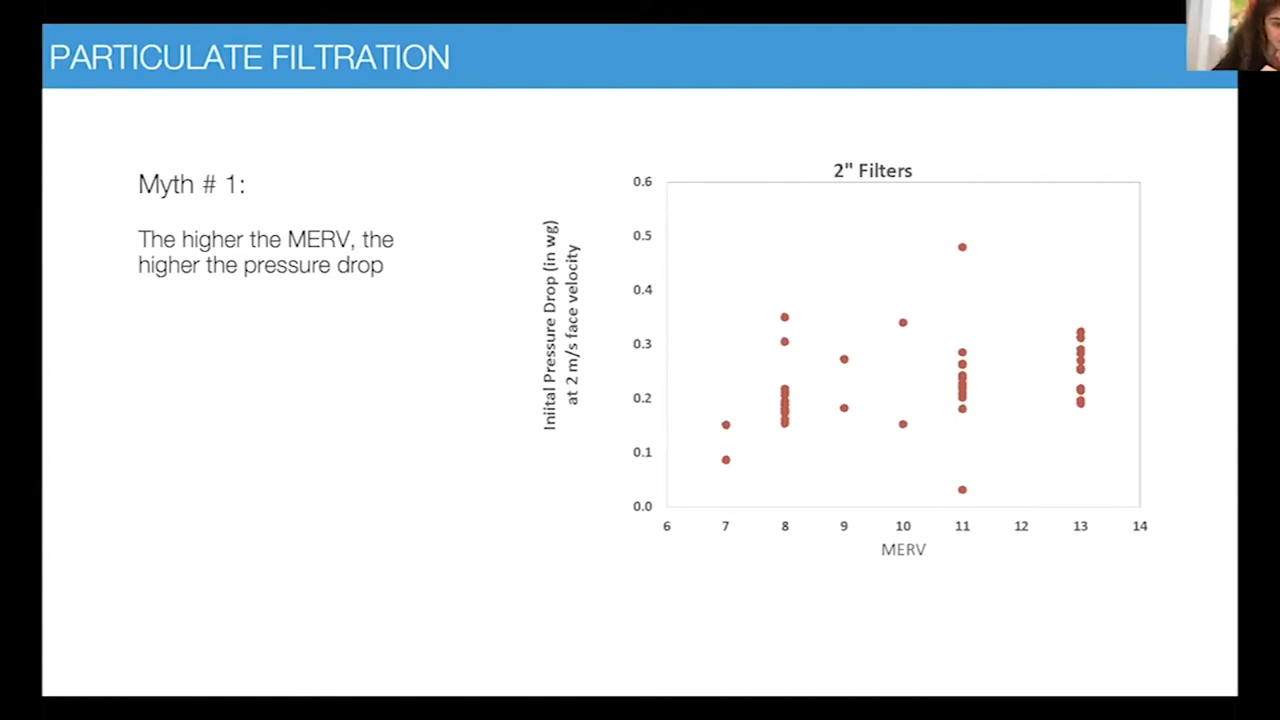 PARTICULATE FILTRATION
Myth # 1:
The higher the MERV, the
higher the pressure drop
2" Filters
Iniital Pressure Drop (in wg)
at 2 m/s face velocity
0.6
0.5
0.4
0.3
0.2
0.1
0.0
6 7 8 9 10 11 12 13 14
MERV